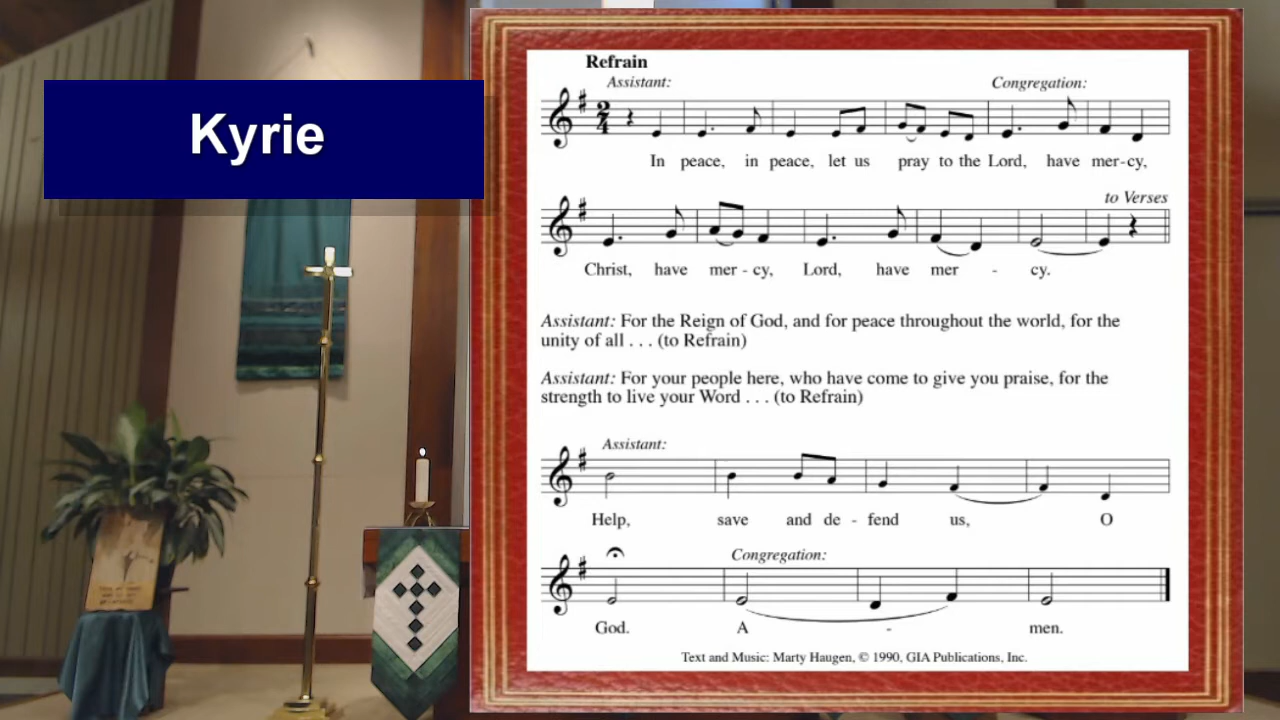 Kyrie
Refrain
Assistant:
Congregation:
2
4
In peace, in peace, let us pray to the Lord, have mer-cy,
to Verses
Christ, have mer - cy, Lord, have mer - cy.
Assistant: For the Reign of God, and for peace throughout the world, for the
unity of all . . . (to Refrain)
Assistant: For your people here, who have come to give you praise, for the
strength to live your Word . . . (to Refrain)
Assistant:
Help, save and de - fend us, O
Congregation:
God. A - men.
Text and Music: Marty Haugen, © 1990, GIA Publications, Inc.